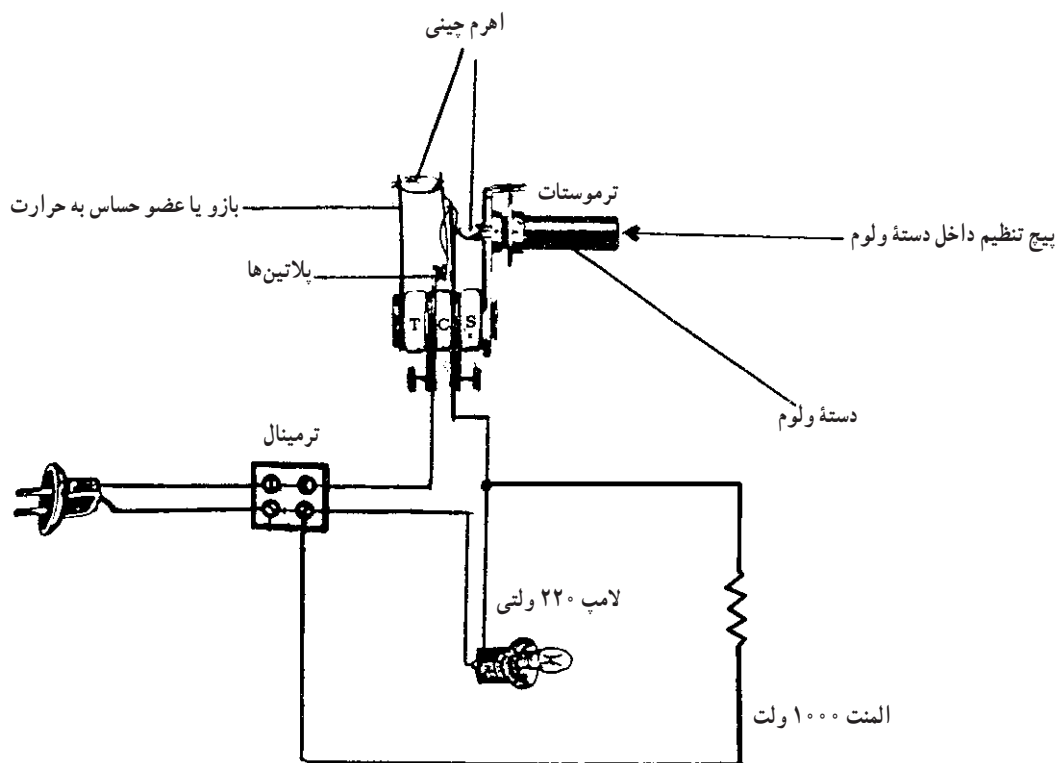 اهرم چینی
ترموستات
بازو یا عضو حساس به حرارت
پیچ تنظیم داخل دستهٔ ولوم
پلاتین‌ها
T C S
دستهٔ ولوم
ترمینال
لامپ ۲۲۰ ولتی
المنت ۱۰۰۰ ولت